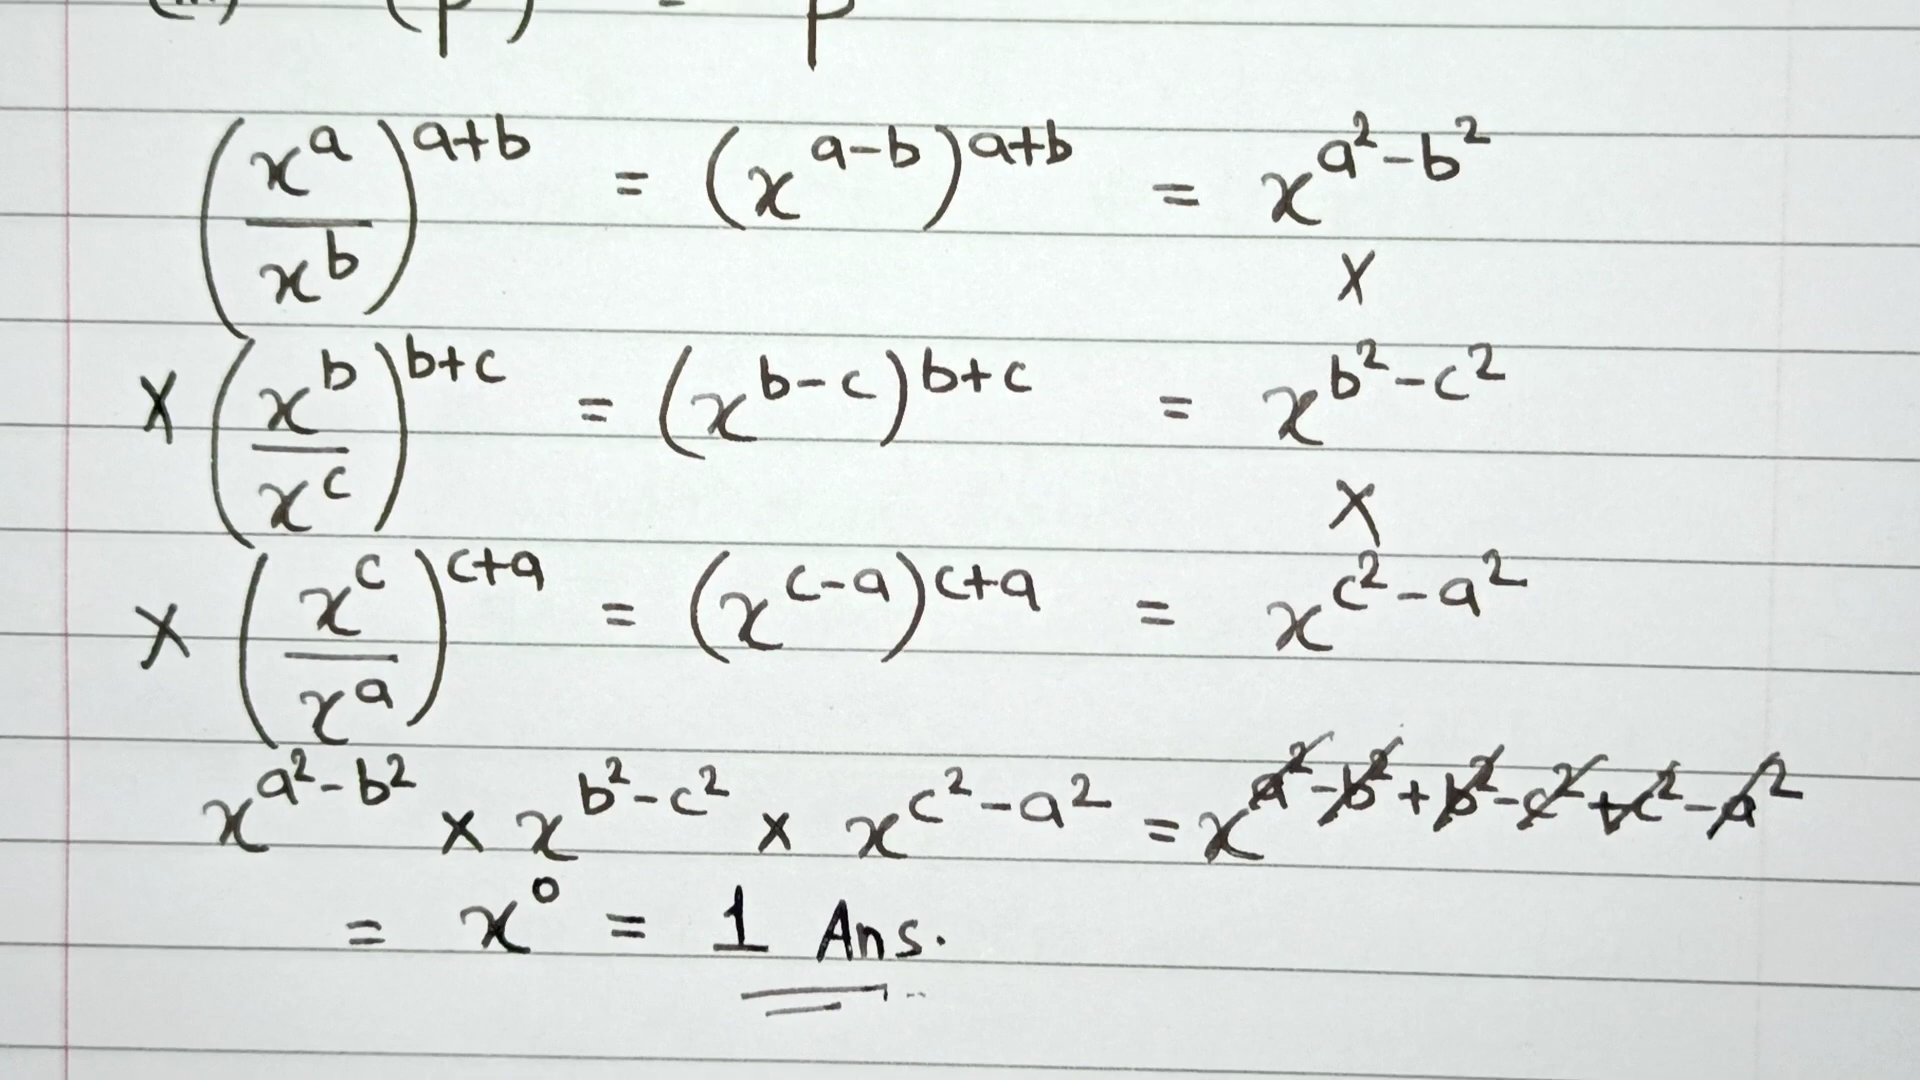 (x^a / x^b)^(a+b) = (x^(a-b))^(a+b) = x^(a²-b²)
×
× (x^b / x^c)^(b+c) = (x^(b-c))^(b+c) = x^(b²-c²)
×
× (x^c / x^a)^(c+a) = (x^(c-a))^(c+a) = x^(c²-a²)
x^(a²-b²) × x^(b²-c²) × x^(c²-a²) = x^(a²-b²+b²-c²+c²-a²)
= x^0 = 1 Ans.